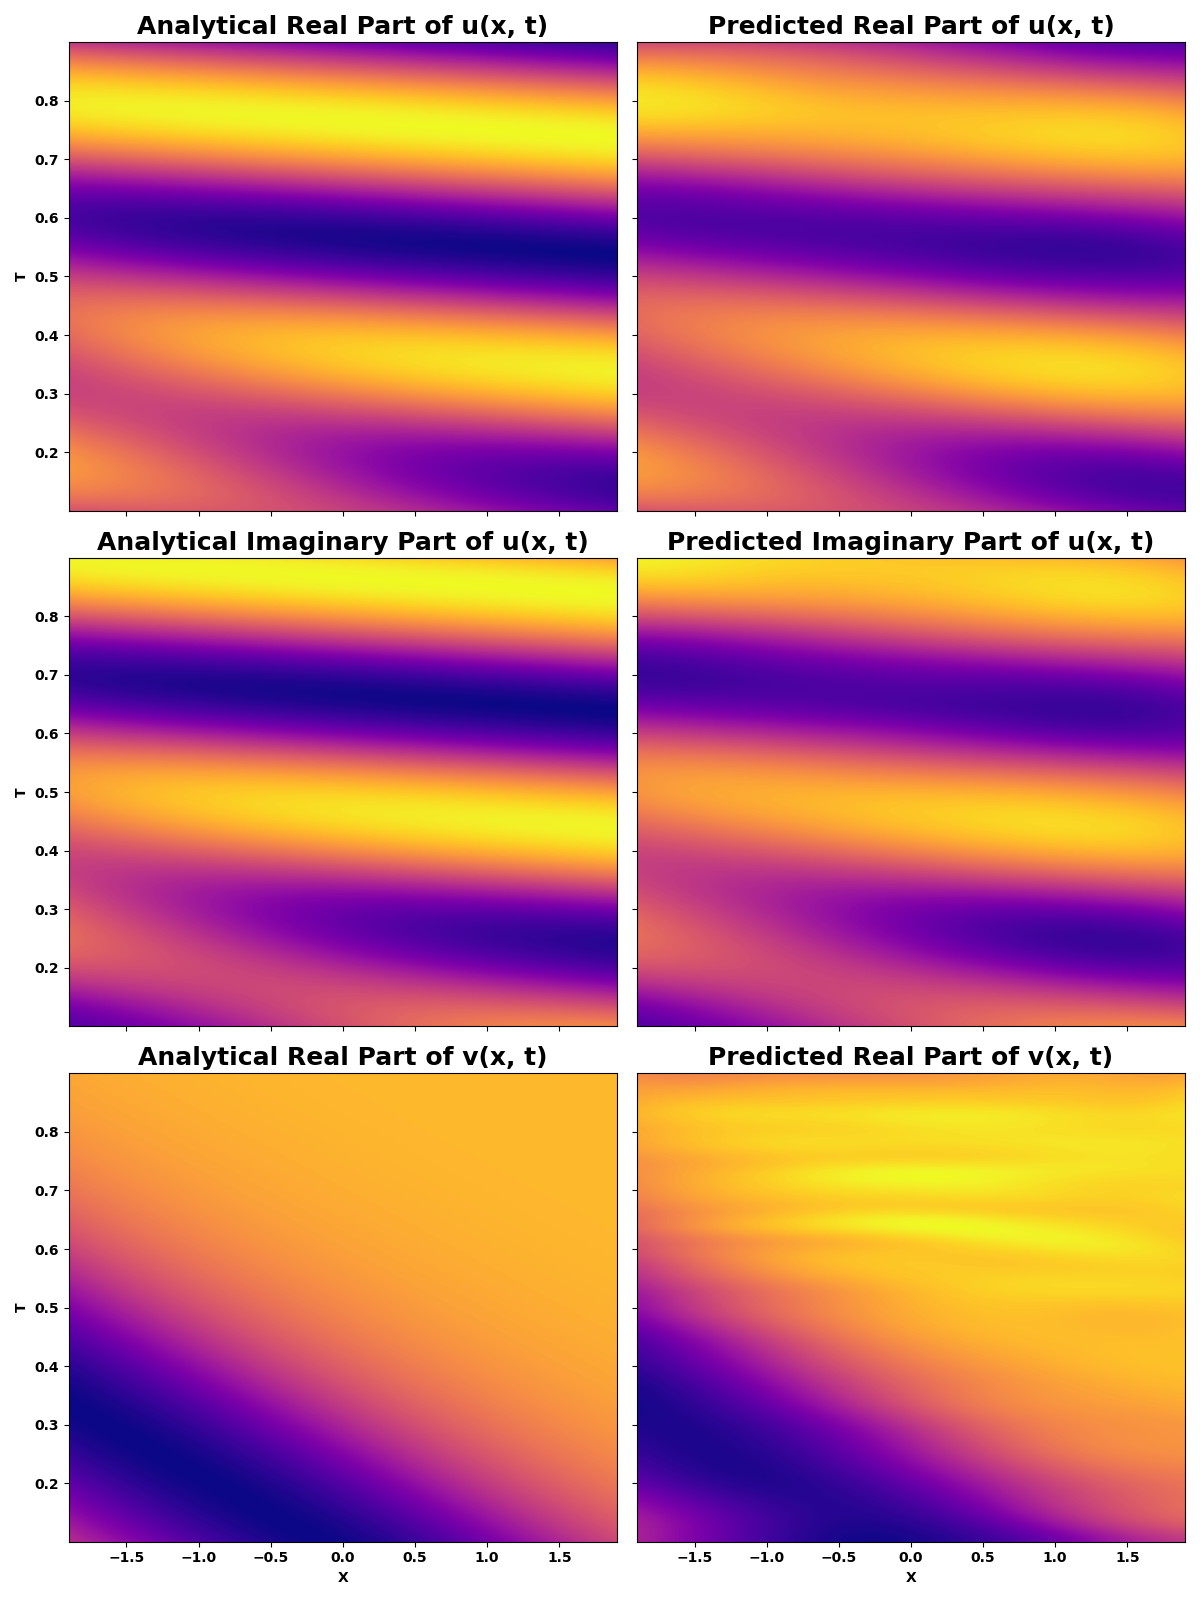 Analytical Real Part of u(x, t)
Predicted Real Part of u(x, t)
0.8
0.7
0.6
0.5
0.4
0.3
0.2
T
Analytical Imaginary Part of u(x, t)
Predicted Imaginary Part of u(x, t)
0.8
0.7
0.6
0.5
0.4
0.3
0.2
T
Analytical Real Part of v(x, t)
Predicted Real Part of v(x, t)
0.8
0.7
0.6
0.5
0.4
0.3
0.2
T
−1.5 −1.0 −0.5 0.0 0.5 1.0 1.5
X
−1.5 −1.0 −0.5 0.0 0.5 1.0 1.5
X